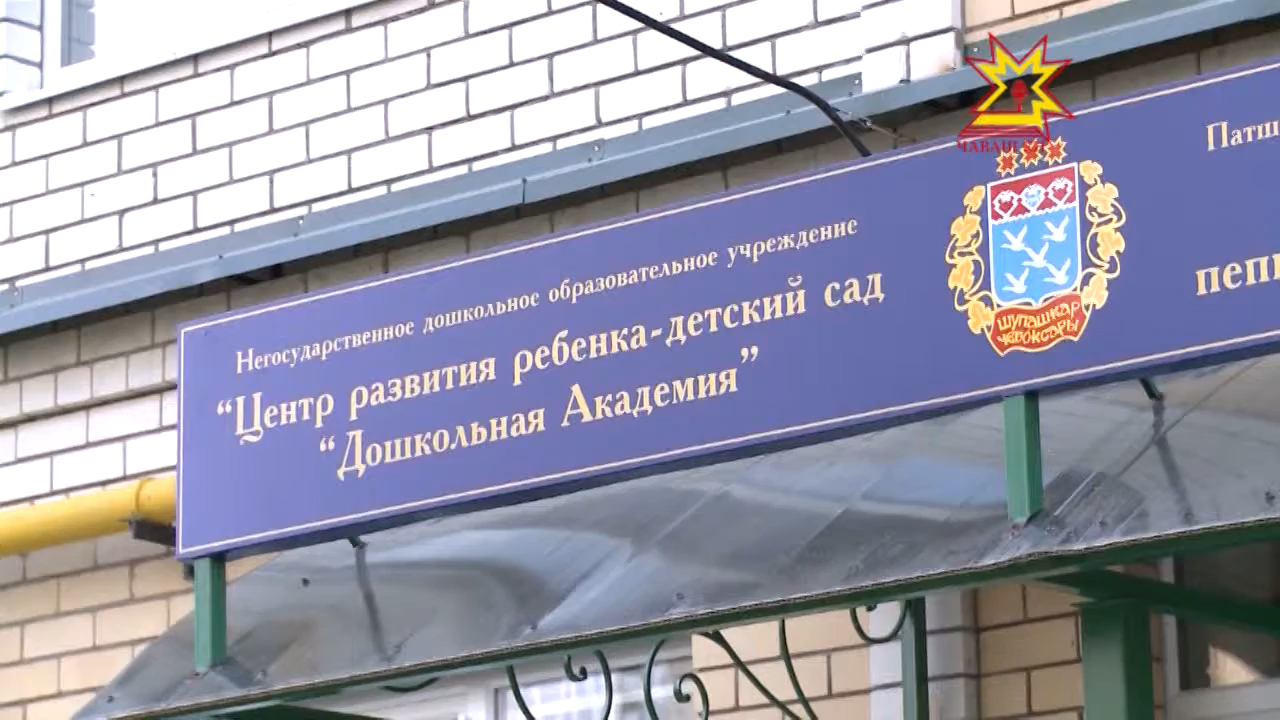 Негосударственное дошкольное образовательное учреждение
“Центр развития ребенка-детский сад
“Дошкольная Академия”
ШУПАШКАР
ЧЕБОКСАРЫ